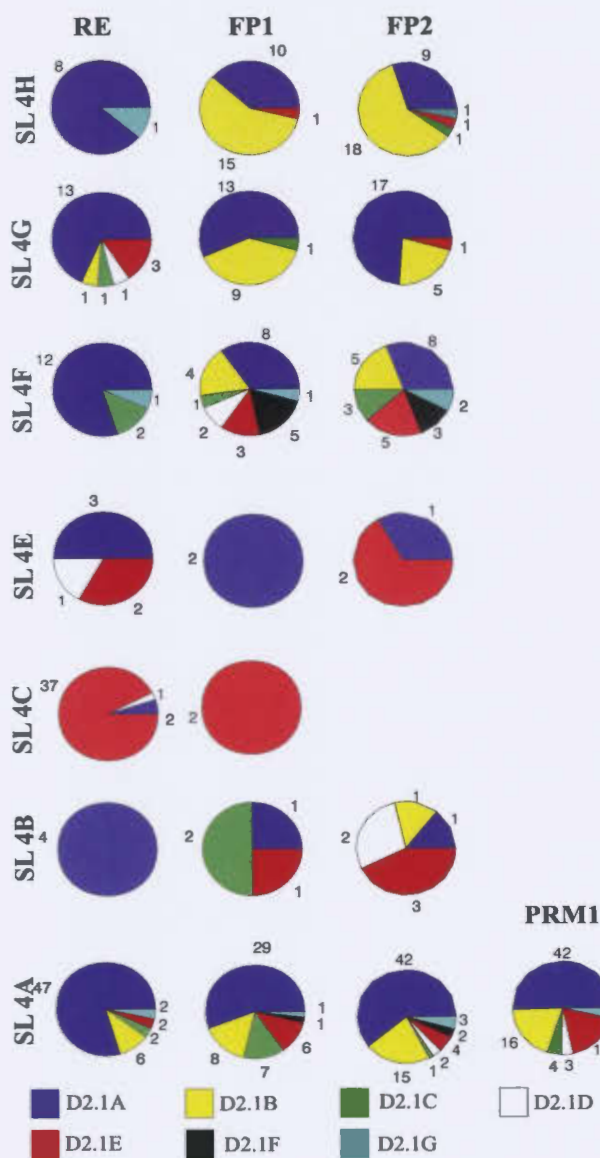 RE FP1 FP2
SL 4H
8 1
10 1 15
9 1 1 1 18
SL 4G
13 3 1 1 1
13 1 9
17 1 5
SL 4F
12 1 2
8 1 5 3 2 1 4
8 2 3 5 3 5
SL 4E
3 2 1
2
1 2
SL 4C
37 1 2
2
SL 4B
4
1 1 2
1 1 3 2
PRM1
SL 4A
47 2 2 2 6
29 1 1 6 7 8
42 3 2 4 2 1 15
42 3 4 16
D2.1A D2.1B D2.1C D2.1D
D2.1E D2.1F D2.1G